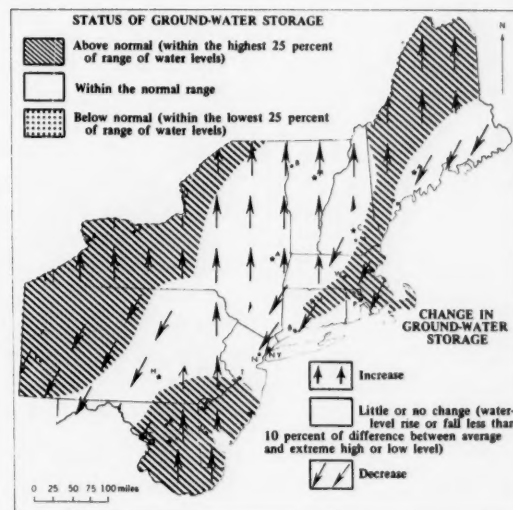 STATUS OF GROUND-WATER STORAGE
Above normal (within the highest 25 percent
of range of water levels)
Within the normal range
Below normal (within the lowest 25 percent
of range of water levels)
N
CHANGE IN
GROUND-WATER
STORAGE
Increase
Little or no change (water-
level rise or fall less than
10 percent of difference between average
and extreme high or low level)
Decrease
NY
0 25 50 75 100 miles